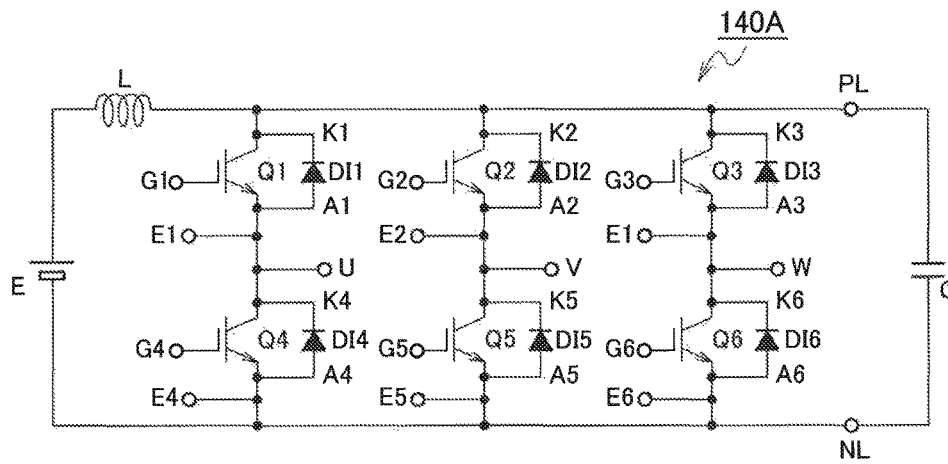 140A
L
PL
K1 K2 K3
G1 Q1 DI1 G2 Q2 DI2 G3 Q3 DI3
A1 A2 A3
E1 E2 E1
E U V W C
K4 K5 K6
G4 Q4 DI4 G5 Q5 DI5 G6 Q6 DI6
A4 A5 A6
E4 E5 E6
NL